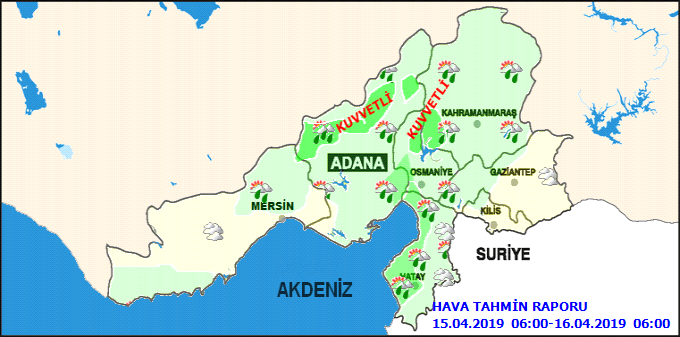 KUVVETLİ
KUVVETLİ
KAHRAMANMARAŞ
ADANA
OSMANİYE
GAZİANTEP
MERSİN
KİLİS
SURİYE
HATAY
AKDENİZ
HAVA TAHMİN RAPORU
15.04.2019 06:00-16.04.2019 06:00